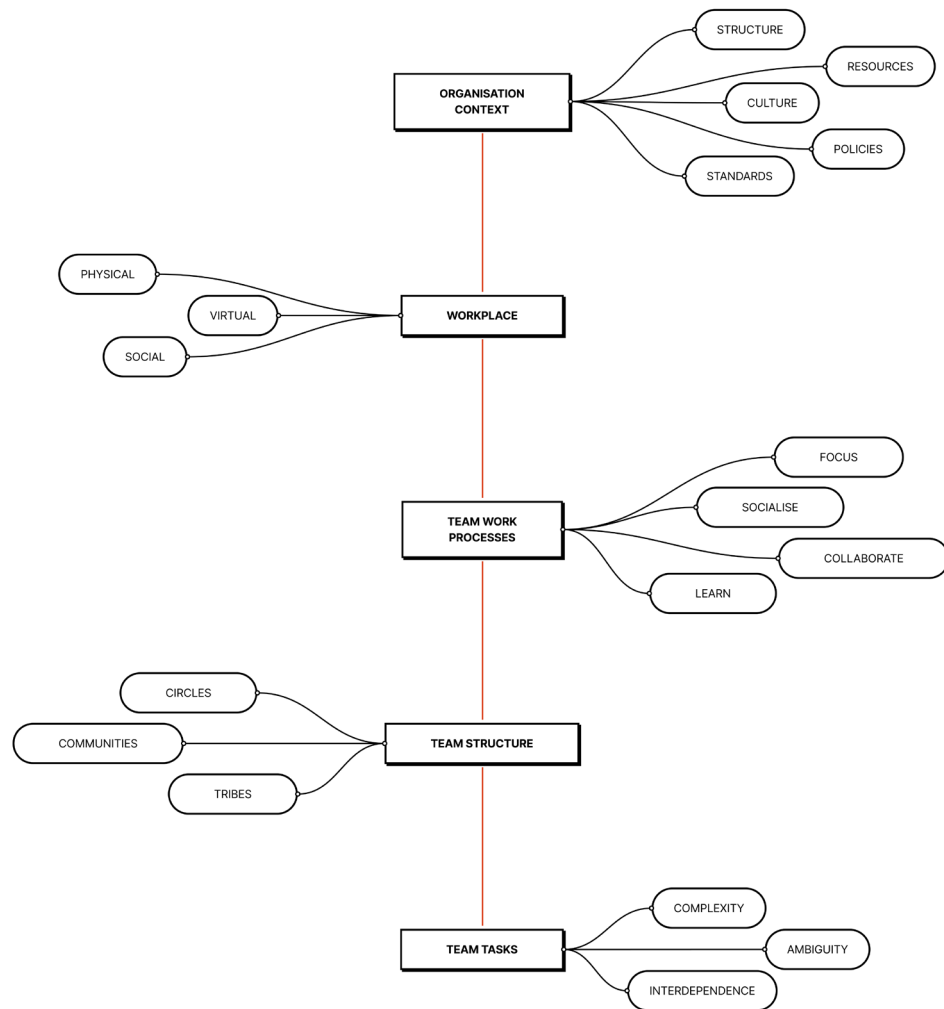 STRUCTURE
RESOURCES
ORGANISATION
CONTEXT
CULTURE
POLICIES
STANDARDS
PHYSICAL
VIRTUAL
WORKPLACE
SOCIAL
FOCUS
SOCIALISE
TEAM WORK
PROCESSES
COLLABORATE
LEARN
CIRCLES
COMMUNITIES
TEAM STRUCTURE
TRIBES
COMPLEXITY
TEAM TASKS
AMBIGUITY
INTERDEPENDENCE